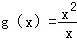 g (x) = x²/x